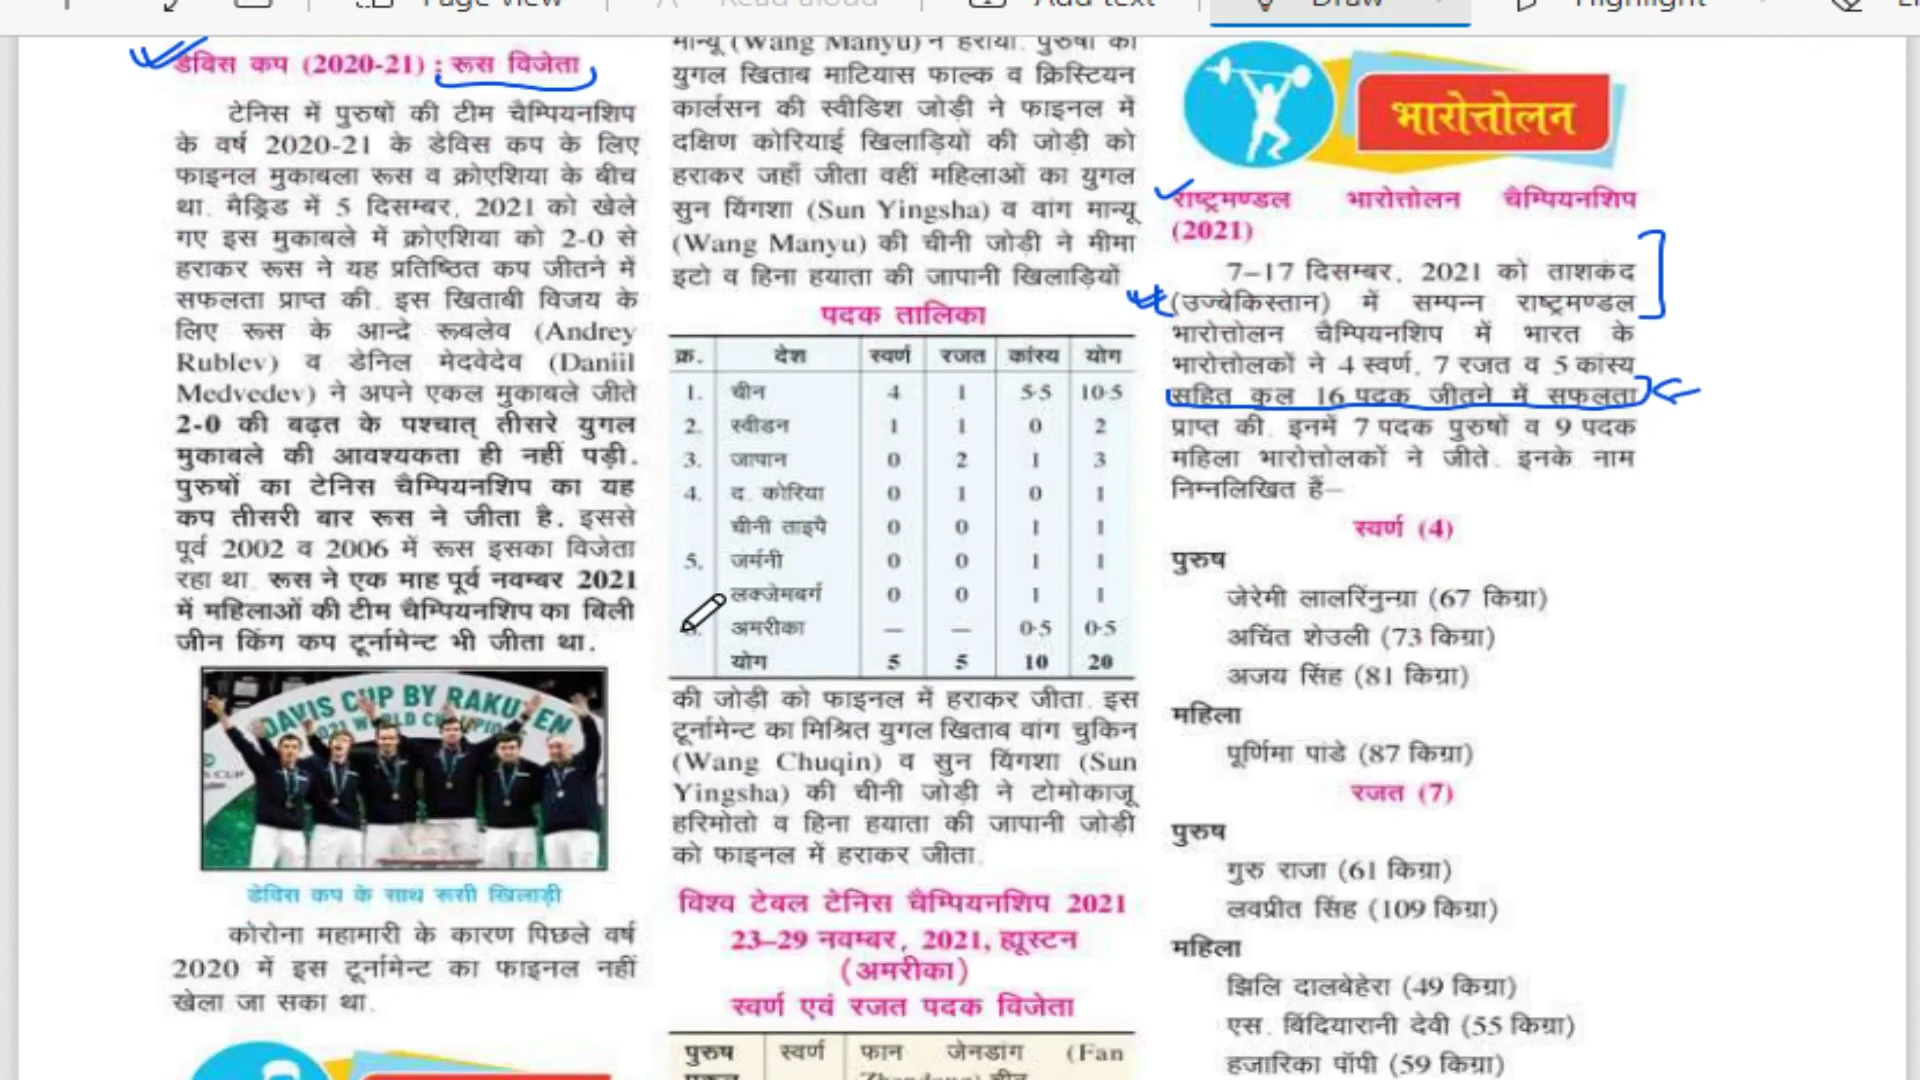 Page view
Read aloud
Add text
Draw
Highlight
डेविस कप (2020-21) : रूस विजेता
टेनिस में पुरुषों की टीम चैम्पियनशिप
के वर्ष 2020-21 के डेविस कप के लिए
फाइनल मुकाबला रूस व क्रोएशिया के बीच
था. मैड्रिड में 5 दिसम्बर, 2021 को खेले
गए इस मुकाबले में क्रोएशिया को 2-0 से
हराकर रूस ने यह प्रतिष्ठित कप जीतने में
सफलता प्राप्त की. इस खिताबी विजय के
लिए रूस के आन्द्रे रूबलेव (Andrey
Rublev) व डेनिल मेदवेदेव (Daniil
Medvedev) ने अपने एकल मुकाबले जीते
2-0 की बढ़त के पश्चात् तीसरे युगल
मुकाबले की आवश्यकता ही नहीं पड़ी.
पुरुषों का टेनिस चैम्पियनशिप का यह
कप तीसरी बार रूस ने जीता है. इससे
पूर्व 2002 व 2006 में रूस इसका विजेता
रहा था. रूस ने एक माह पूर्व नवम्बर 2021
में महिलाओं की टीम चैम्पियनशिप का बिली
जीन किंग कप टूर्नामेन्ट भी जीता था.
DAVIS CUP BY RAKUTEN
2021 WORLD CHAMPIONS
डेविस कप के साथ रूसी खिलाड़ी
कोरोना महामारी के कारण पिछले वर्ष
2020 में इस टूर्नामेन्ट का फाइनल नहीं
खेला जा सका था.
मान्यू (Wang Manyu) ने हराया. पुरुषों का
युगल खिताब माटियास फाल्क व क्रिस्टियन
कार्लसन की स्वीडिश जोड़ी ने फाइनल में
दक्षिण कोरियाई खिलाड़ियों की जोड़ी को
हराकर जहाँ जीता वहीं महिलाओं का युगल
सुन यिंगशा (Sun Yingsha) व वांग मान्यू
(Wang Manyu) की चीनी जोड़ी ने मीमा
इटो व हिना हयाता की जापानी खिलाड़ियों
पदक तालिका
क्र. देश स्वर्ण रजत कांस्य योग
1. चीन 4 1 5·5 10·5
2. स्वीडन 1 1 0 2
3. जापान 0 2 1 3
4. द. कोरिया 0 1 0 1
चीनी ताइपै 0 0 1 1
5. जर्मनी 0 0 1 1
लक्जेमबर्ग 0 0 1 1
अमरीका — — 0·5 0·5
योग 5 5 10 20
की जोड़ी को फाइनल में हराकर जीता. इस
टूर्नामेन्ट का मिश्रित युगल खिताब वांग चुकिन
(Wang Chuqin) व सुन यिंगशा (Sun
Yingsha) की चीनी जोड़ी ने टोमोकाजू
हरिमोतो व हिना हयाता की जापानी जोड़ी
को फाइनल में हराकर जीता.
विश्व टेबल टेनिस चैम्पियनशिप 2021
23–29 नवम्बर, 2021, ह्यूस्टन
(अमरीका)
स्वर्ण एवं रजत पदक विजेता
पुरुष स्वर्ण फान जेनडांग (Fan
भारोत्तोलन
राष्ट्रमण्डल भारोत्तोलन चैम्पियनशिप
(2021)
7–17 दिसम्बर, 2021 को ताशकंद
(उज्बेकिस्तान) में सम्पन्न राष्ट्रमण्डल
भारोत्तोलन चैम्पियनशिप में भारत के
भारोत्तोलकों ने 4 स्वर्ण, 7 रजत व 5 कांस्य
सहित कुल 16 पदक जीतने में सफलता
प्राप्त की. इनमें 7 पदक पुरुषों व 9 पदक
महिला भारोत्तोलकों ने जीते. इनके नाम
निम्नलिखित हैं–
स्वर्ण (4)
पुरुष
जेरेमी लालरिंनुन्ग्रा (67 किग्रा)
अचिंत शेउली (73 किग्रा)
अजय सिंह (81 किग्रा)
महिला
पूर्णिमा पांडे (87 किग्रा)
रजत (7)
पुरुष
गुरु राजा (61 किग्रा)
लवप्रीत सिंह (109 किग्रा)
महिला
झिलि दालबेहेरा (49 किग्रा)
एस. बिंदियारानी देवी (55 किग्रा)
हजारिका पॉपी (59 किग्रा)